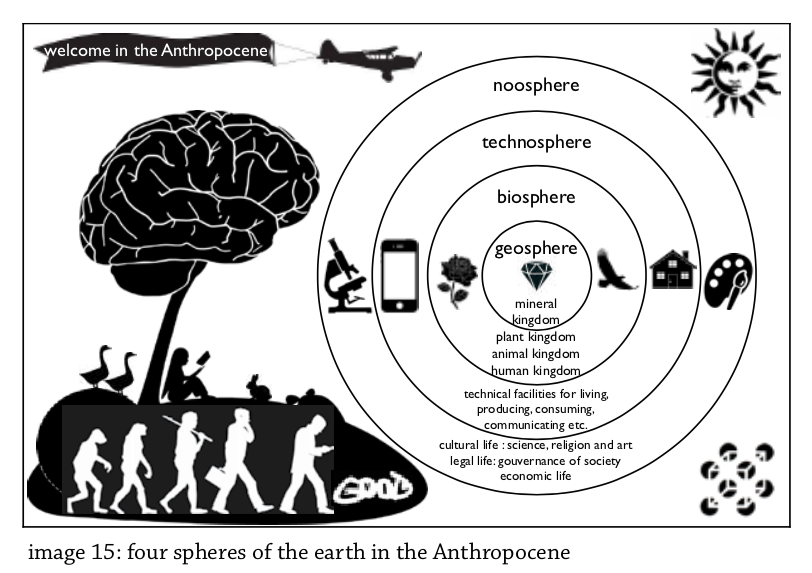 welcome in the Anthropocene
noosphere
technosphere
biosphere
geosphere
mineral
kingdom
plant kingdom
animal kingdom
human kingdom
technical facilities for living,
producing, consuming,
communicating etc.
cultural life : science, religion and art
legal life: gouvernance of society
economic life
GOOD
image 15: four spheres of the earth in the Anthropocene